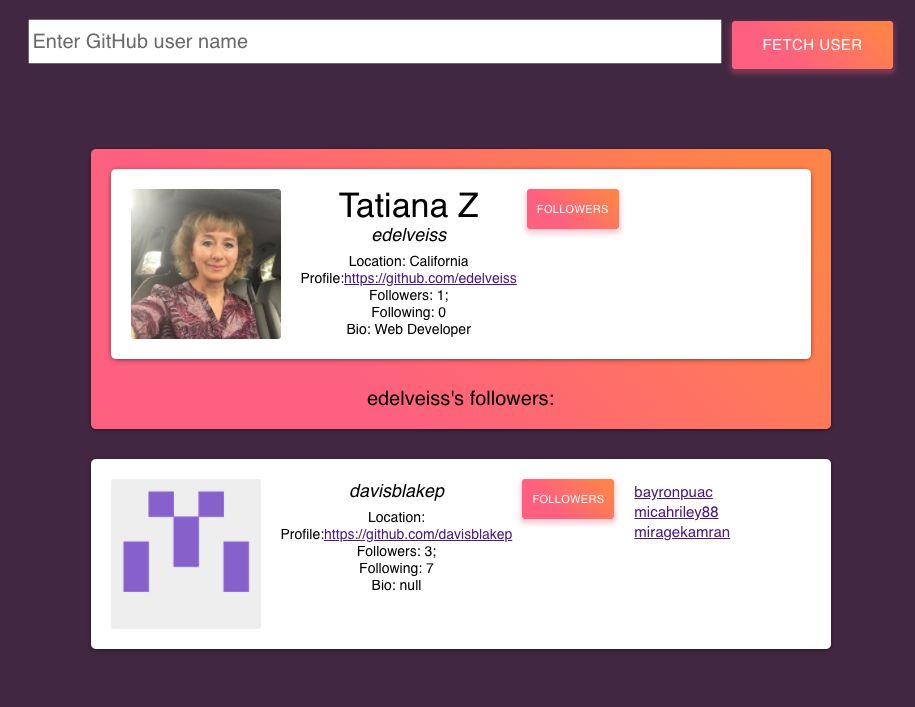 Enter GitHub user name
FETCH USER
Tatiana Z
edelveiss
Location: California
Profile:https://github.com/edelveiss
Followers: 1;
Following: 0
Bio: Web Developer
FOLLOWERS
edelveiss's followers:
davisblakep
Location:
Profile:https://github.com/davisblakep
Followers: 3;
Following: 7
Bio: null
FOLLOWERS
bayronpuac
micahriley88
miragekamran